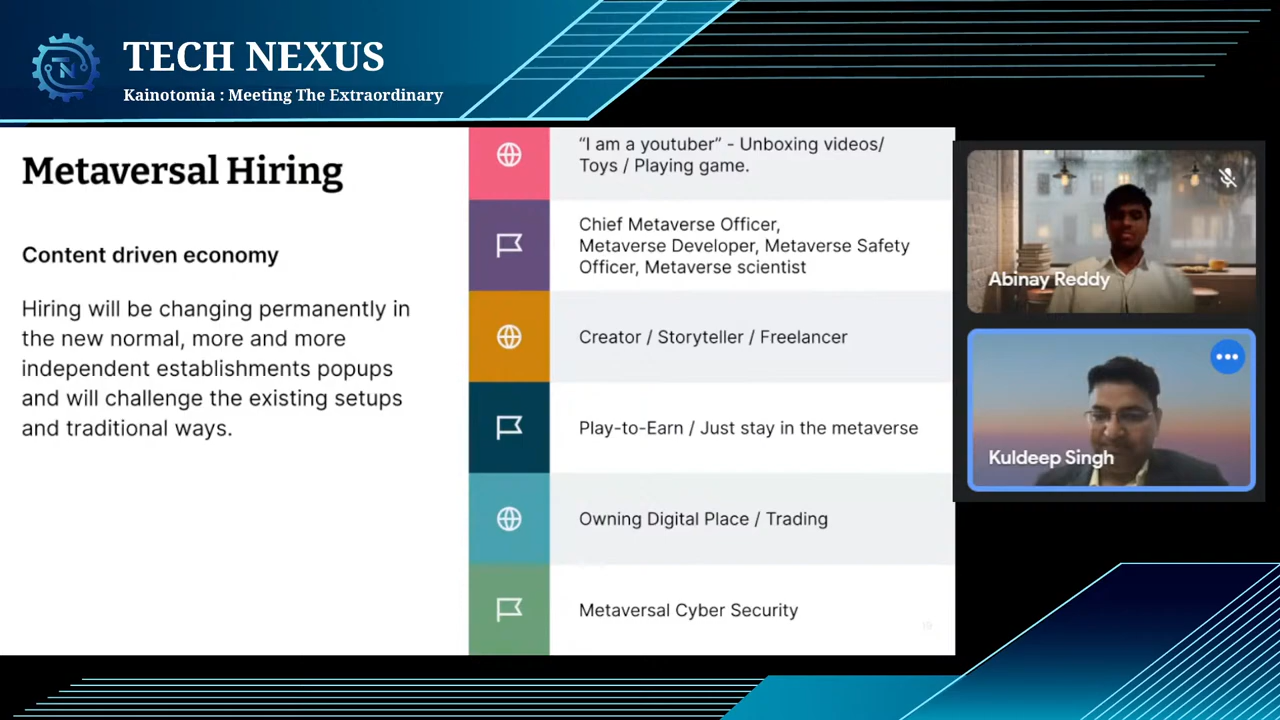 TN
TECH NEXUS
Kainotomia : Meeting The Extraordinary
Metaversal Hiring
Content driven economy
Hiring will be changing permanently in
the new normal, more and more
independent establishments popups
and will challenge the existing setups
and traditional ways.
“I am a youtuber” - Unboxing videos/
Toys / Playing game.
Chief Metaverse Officer,
Metaverse Developer, Metaverse Safety
Officer, Metaverse scientist
Creator / Storyteller / Freelancer
Play-to-Earn / Just stay in the metaverse
Owning Digital Place / Trading
Metaversal Cyber Security
Abinay Reddy
Kuldeep Singh